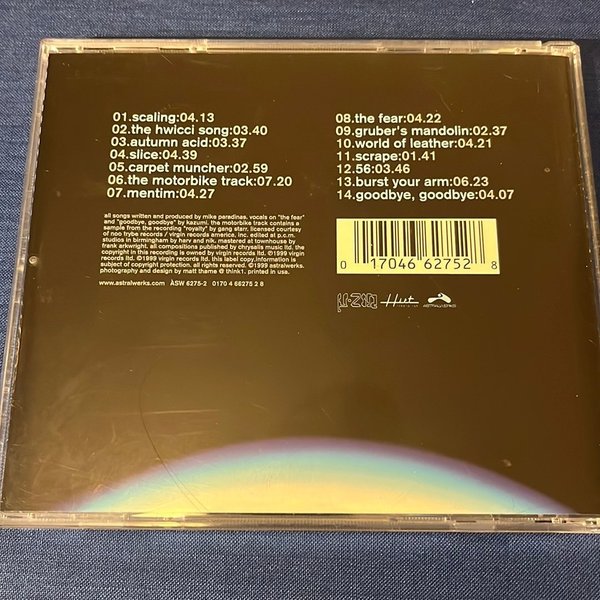 01.scaling:04.13
02.the hwicci song:03.40
03.autumn acid:03.37
04.slice:04.39
05.carpet muncher:02.59
06.the motorbike track:07.20
07.mentim:04.27
08.the fear:04.22
09.gruber's mandolin:02.37
10.world of leather:04.21
11.scrape:01.41
12.56:03.46
13.burst your arm:06.23
14.goodbye, goodbye:04.07
all songs written and produced by mike paradinas. vocals on "the fear"
and "goodbye, goodbye" by kazumi. the motorbike track contains a
sample from the recording "royalty" by gang starr. licensed courtesy of
neo trybe records / virgin records america, inc. edited at p.c.m.
studios in birmingham by harv and nik. mastered at townhouse by
frank arkwright. all compositions published by chrysalis music ltd. the
copyright in this recording is owned by virgin records ltd. ℗1999 virgin
records ltd. ©1999 virgin records ltd. this label copy.information is
subject of copyright protection. all rights reserved. ©1999 astralwerks.
photography and design by matt thame @ think1. printed in usa.
www.astralwerks.com ASW 6275-2 0170 4 66275 2 8
0 17046 62752 8
µ-Ziq Hut
ASTRALWERKS